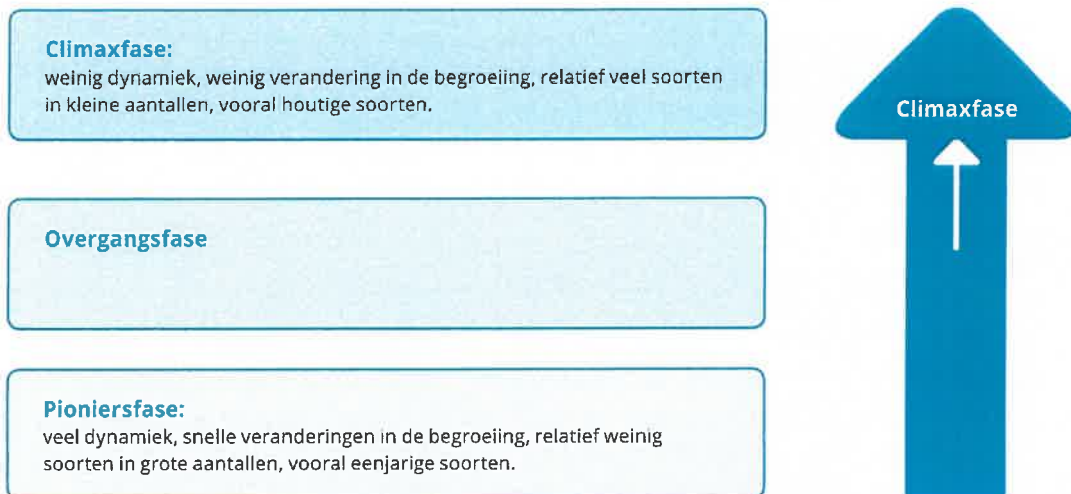 Climaxfase:
weinig dynamiek, weinig verandering in de begroeiing, relatief veel soorten
in kleine aantallen, vooral houtige soorten.
Climaxfase
Overgangsfase
Pioniersfase:
veel dynamiek, snelle veranderingen in de begroeiing, relatief weinig
soorten in grote aantallen, vooral eenjarige soorten.